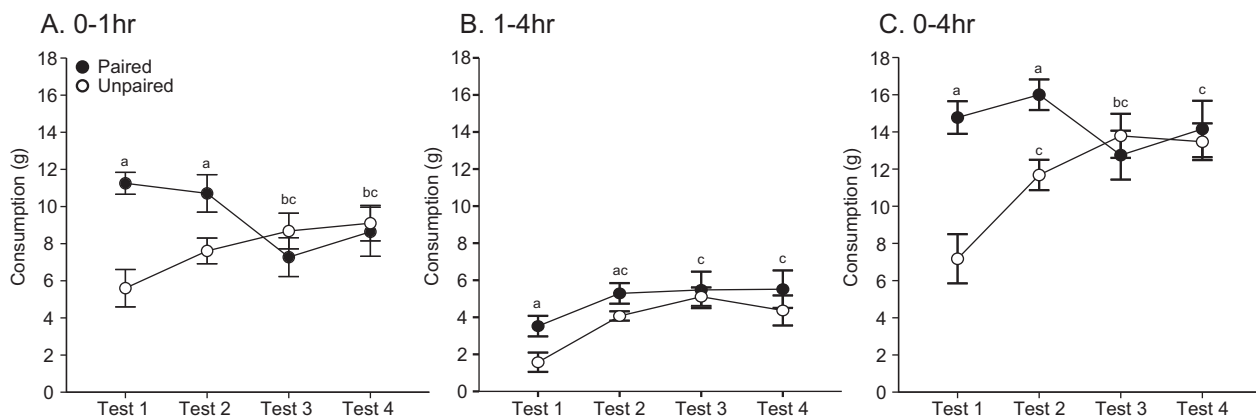 A. 0-1hr
Consumption (g)
18
16
14
12
10
8
6
4
2
0
Paired
Unpaired
a
a
bc
bc
Test 1 Test 2 Test 3 Test 4
B. 1-4hr
Consumption (g)
18
16
14
12
10
8
6
4
2
0
a
ac
c
c
Test 1 Test 2 Test 3 Test 4
C. 0-4hr
Consumption (g)
18
16
14
12
10
8
6
4
2
0
a
a
c
bc
c
Test 1 Test 2 Test 3 Test 4